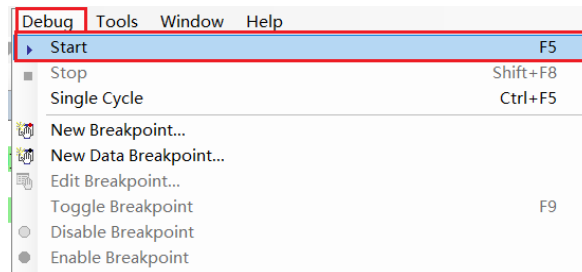 Debug Tools Window Help
Start F5
Stop Shift+F8
Single Cycle Ctrl+F5
New Breakpoint...
New Data Breakpoint...
Edit Breakpoint...
Toggle Breakpoint F9
Disable Breakpoint
Enable Breakpoint